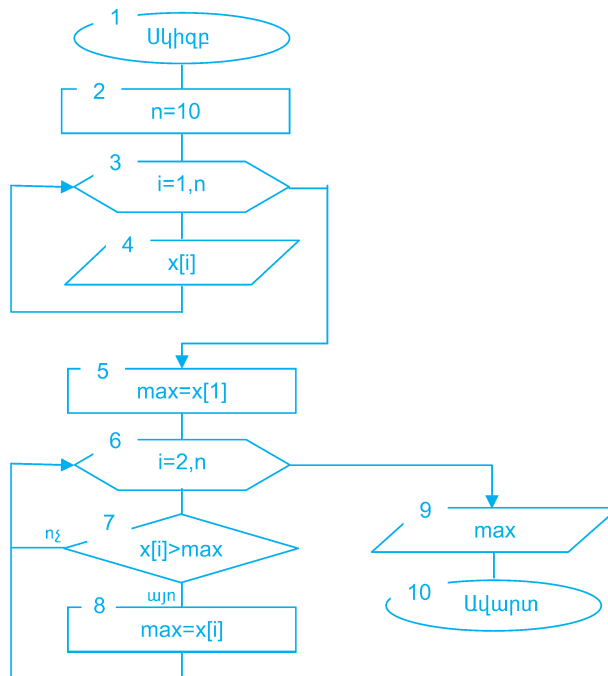 1
Սկիզբ
2
n=10
3
i=1,n
4
x[i]
5
max=x[1]
6
i=2,n
7
x[i]>max
ոչ
այո
8
max=x[i]
9
max
10
Ավարտ